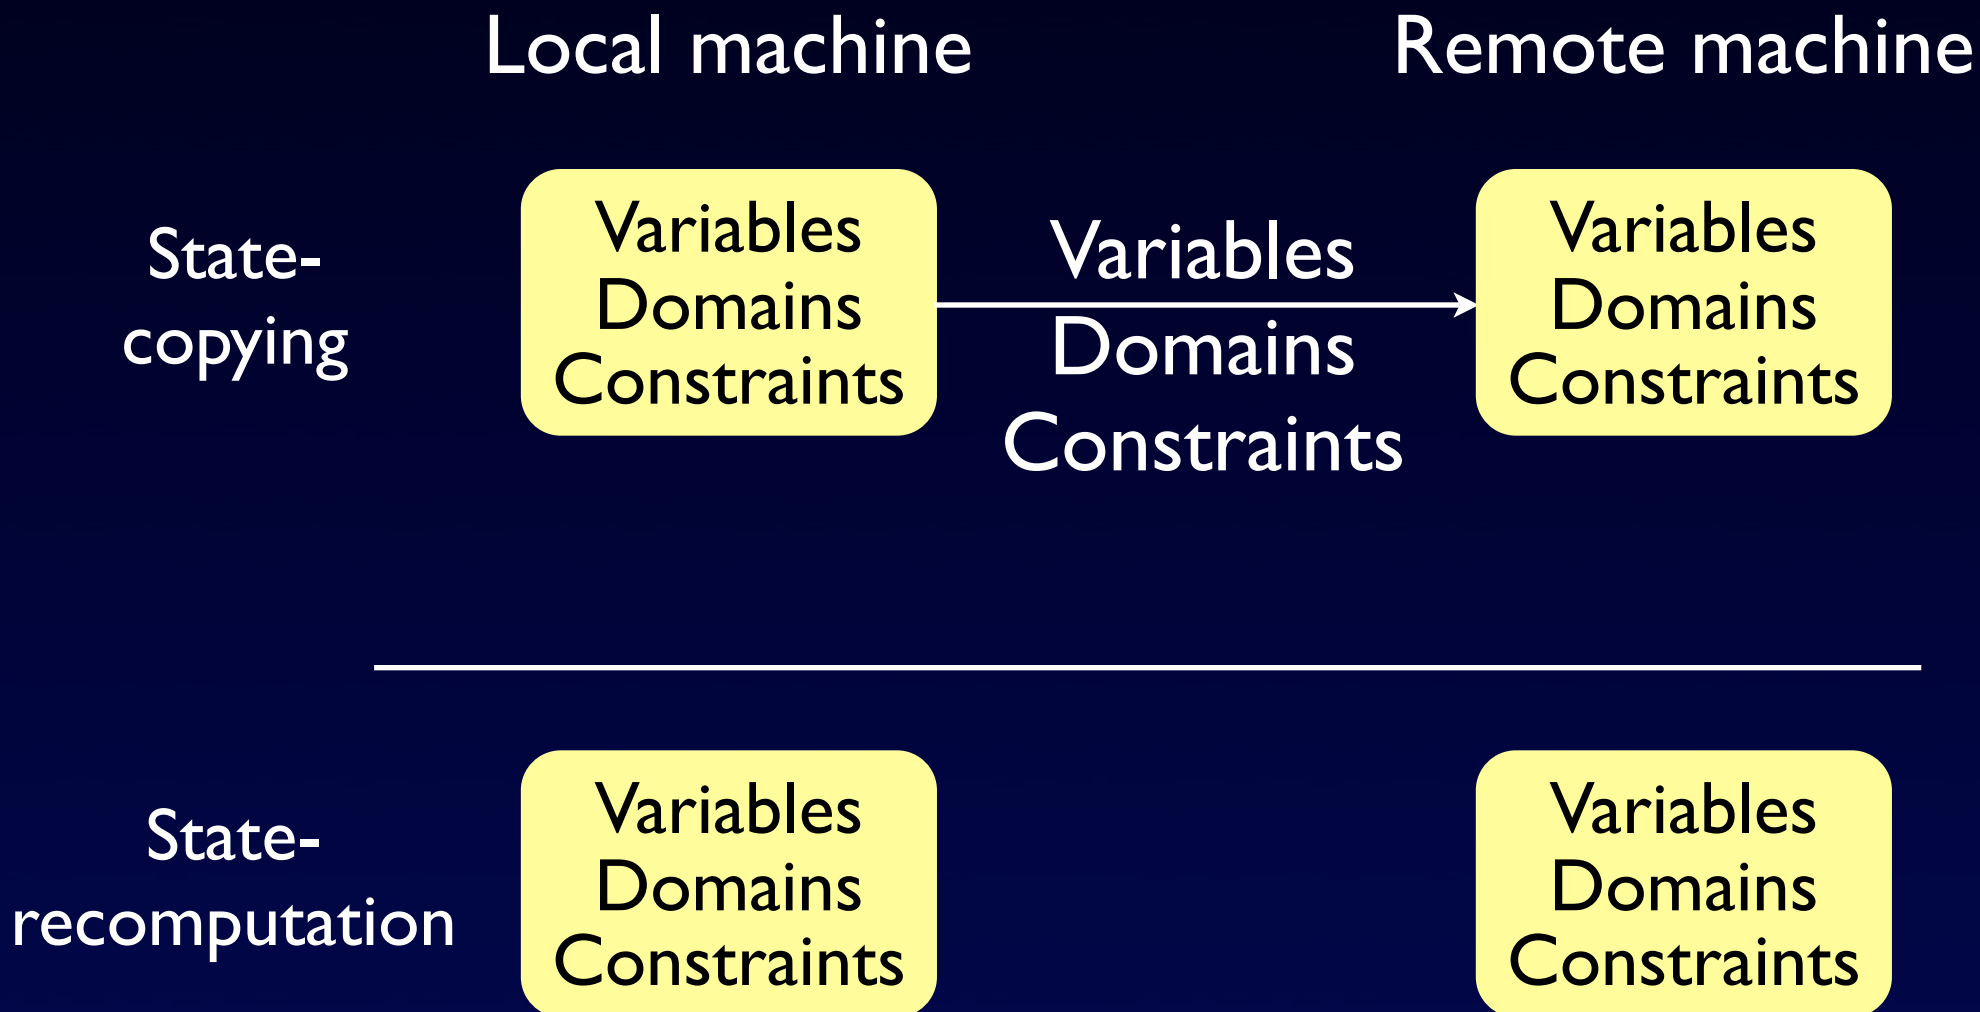 Local machine
Remote machine
State-
copying
Variables
Domains
Constraints
Variables
Domains
Constraints
Variables
Domains
Constraints
State-
recomputation
Variables
Domains
Constraints
Variables
Domains
Constraints